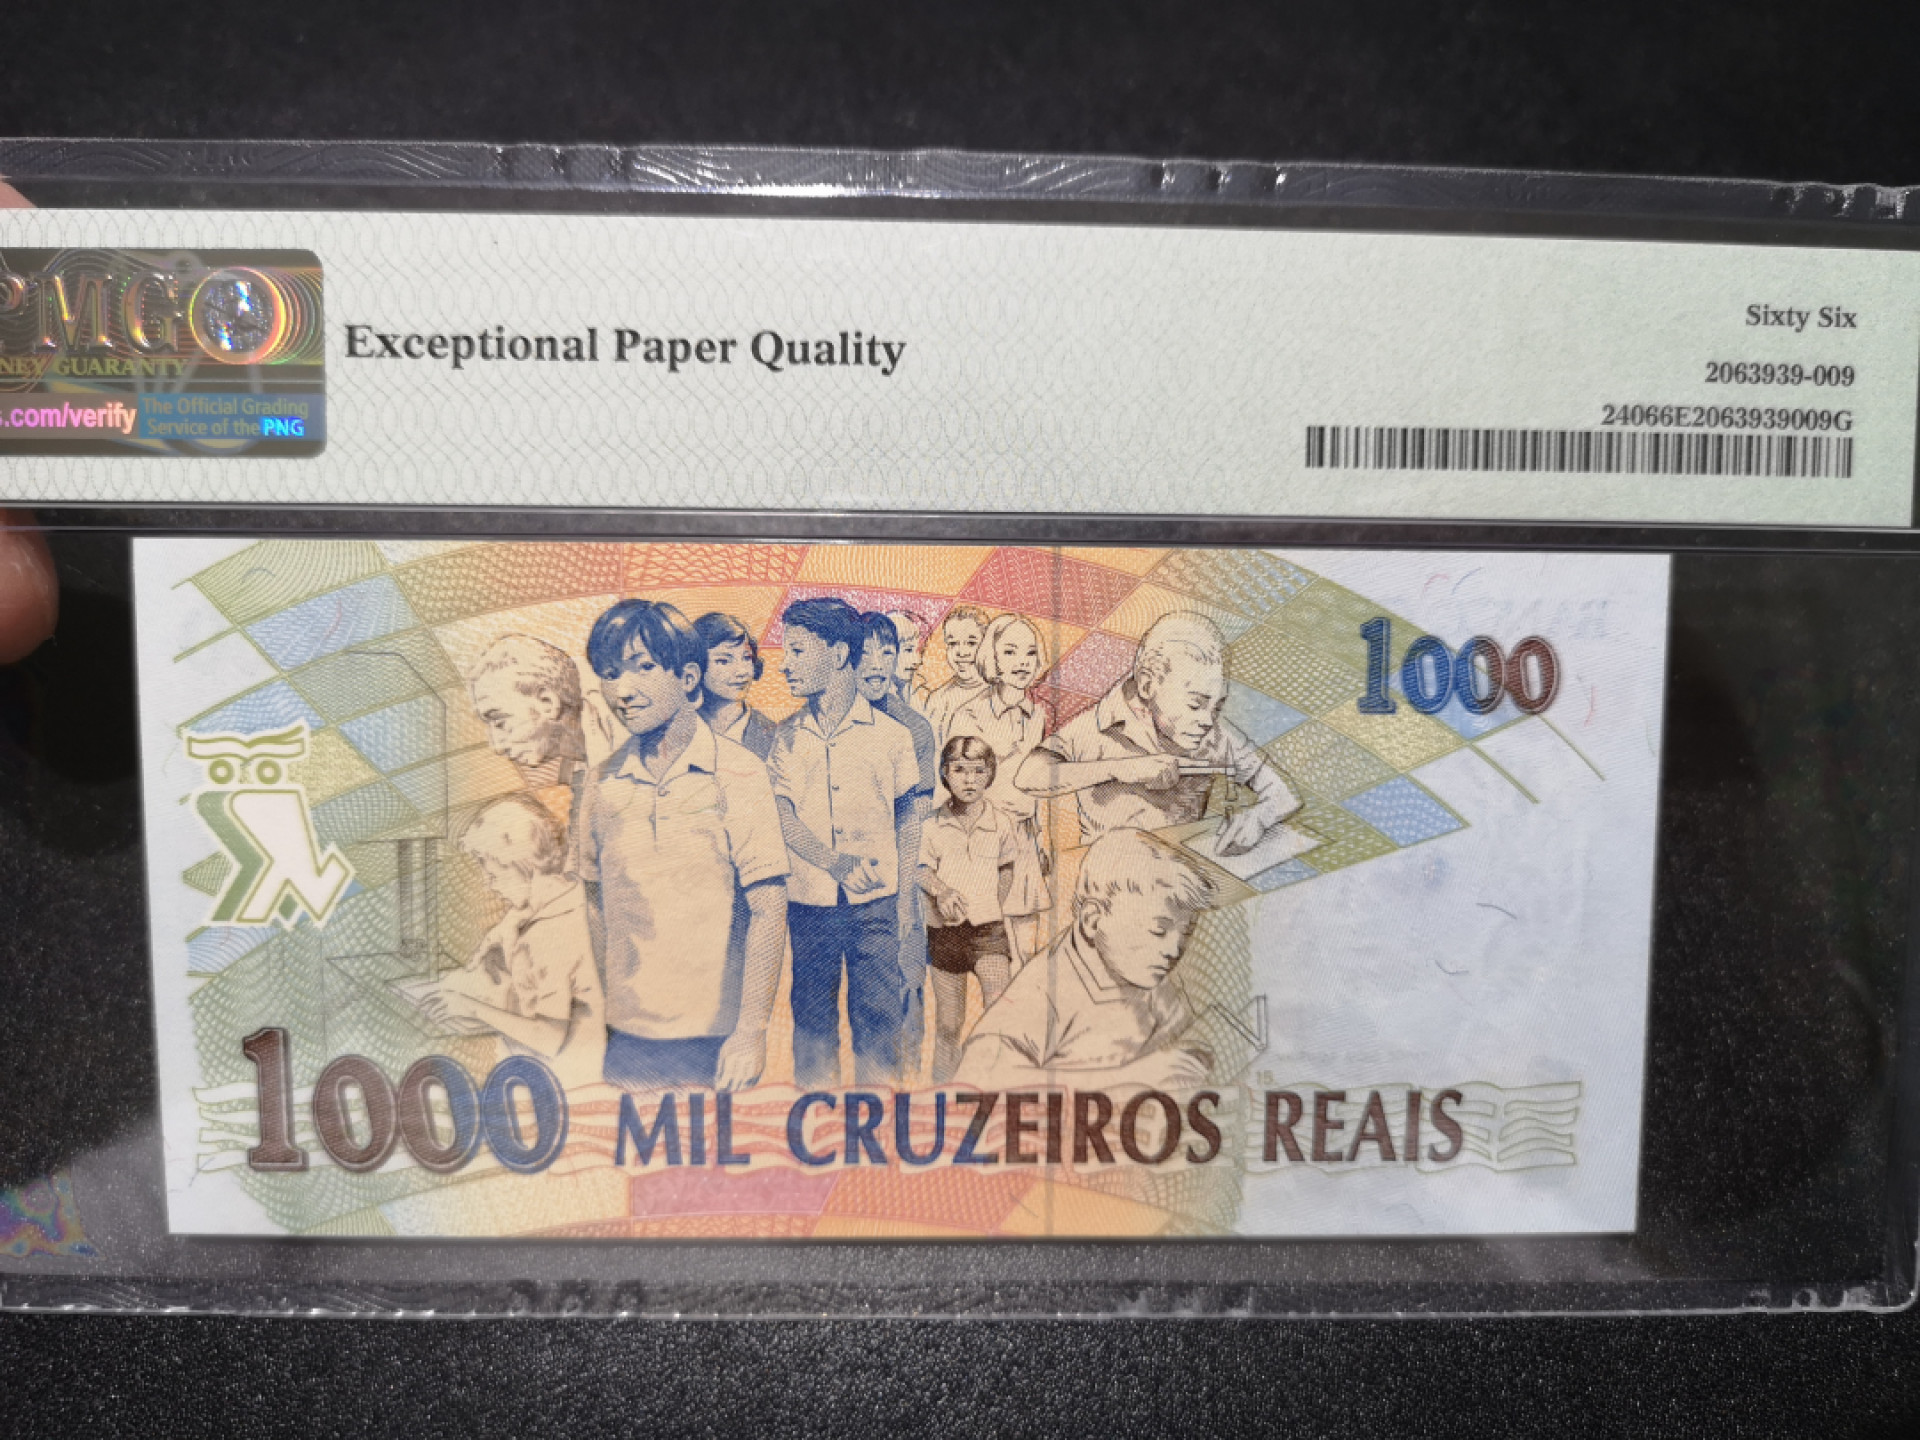 PMG
NEY GUARANTY
s.com/verify
The Official Grading
Service of the PNG
Exceptional Paper Quality
Sixty Six
2063939-009
24066E2063939009G
1000
1000 MIL CRUZEIROS REAIS